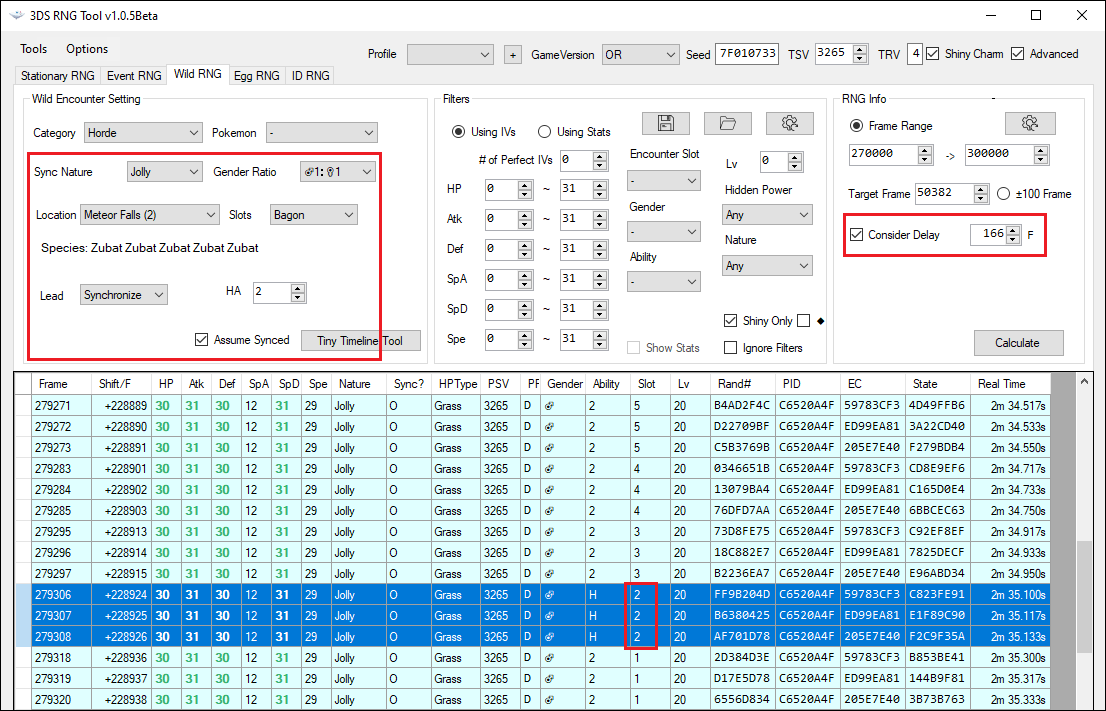 3DS RNG Tool v1.0.5Beta
Tools Options Profile + GameVersion OR Seed 7F010733 TSV 3265 TRV 4 Shiny Charm Advanced
Stationary RNG Event RNG Wild RNG Egg RNG ID RNG
Wild Encounter Setting
Category Horde Pokemon -
Sync Nature Jolly Gender Ratio ♂1:♀1
Location Meteor Falls (2) Slots Bagon
Species: Zubat Zubat Zubat Zubat Zubat
Lead Synchronize HA 2
Assume Synced Tiny Timeline Tool
Filters
Using IVs Using Stats
# of Perfect IVs 0
HP 0 ~ 31
Atk 0 ~ 31
Def 0 ~ 31
SpA 0 ~ 31
SpD 0 ~ 31
Spe 0 ~ 31
Encounter Slot
-
Gender
-
Ability
-
Show Stats
Lv 0
Hidden Power
Any
Nature
Any
Shiny Only ◆
Ignore Filters
RNG Info -
Frame Range
270000 -> 300000
Target Frame 50382 ±100 Frame
Consider Delay 166 F
Calculate
Frame Shift/F HP Atk Def SpA SpD Spe Nature Sync? HPType PSV PF Gender Ability Slot Lv Rand# PID EC State Real Time
279271 +228889 30 31 30 12 31 29 Jolly O Grass 3265 D ♂ 2 5 20 B4AD2F4C C6520A4F 59783CF3 4D49FFB6 2m 34.517s
279272 +228890 30 31 30 12 31 29 Jolly O Grass 3265 D ♂ 2 5 20 D22709BF C6520A4F ED99EA81 3A22CD40 2m 34.533s
279273 +228891 30 31 30 12 31 29 Jolly O Grass 3265 D ♂ 2 5 20 C5B3769B C6520A4F 205E7E40 F279BDB4 2m 34.550s
279283 +228901 30 31 30 12 31 29 Jolly O Grass 3265 D ♂ 2 4 20 0346651B C6520A4F 59783CF3 CD8E9EF6 2m 34.717s
279284 +228902 30 31 30 12 31 29 Jolly O Grass 3265 D ♂ 2 4 20 13079BA4 C6520A4F ED99EA81 C165D0E4 2m 34.733s
279285 +228903 30 31 30 12 31 29 Jolly O Grass 3265 D ♂ 2 4 20 76DFD7AA C6520A4F 205E7E40 6BBCEC63 2m 34.750s
279295 +228913 30 31 30 12 31 29 Jolly O Grass 3265 D ♂ 2 3 20 73D8FE75 C6520A4F 59783CF3 C92EF8EF 2m 34.917s
279296 +228914 30 31 30 12 31 29 Jolly O Grass 3265 D ♂ 2 3 20 18C882E7 C6520A4F ED99EA81 7825DECF 2m 34.933s
279297 +228915 30 31 30 12 31 29 Jolly O Grass 3265 D ♂ 2 3 20 B2236EA7 C6520A4F 205E7E40 E96ABD34 2m 34.950s
279306 +228924 30 31 30 12 31 29 Jolly O Grass 3265 D ♂ H 2 20 FF9B204D C6520A4F 59783CF3 C823FE91 2m 35.100s
279307 +228925 30 31 30 12 31 29 Jolly O Grass 3265 D ♂ H 2 20 B6380425 C6520A4F ED99EA81 E1F89C90 2m 35.117s
279308 +228926 30 31 30 12 31 29 Jolly O Grass 3265 D ♂ H 2 20 AF701D78 C6520A4F 205E7E40 F2C9F35A 2m 35.133s
279318 +228936 30 31 30 12 31 29 Jolly O Grass 3265 D ♂ 2 1 20 2D384D3E C6520A4F 59783CF3 B853BE41 2m 35.300s
279319 +228937 30 31 30 12 31 29 Jolly O Grass 3265 D ♂ 2 1 20 D17E5D78 C6520A4F ED99EA81 144B9F81 2m 35.317s
279320 +228938 30 31 30 12 31 29 Jolly O Grass 3265 D ♂ 2 1 20 6556D834 C6520A4F 205E7E40 3B73B763 2m 35.333s